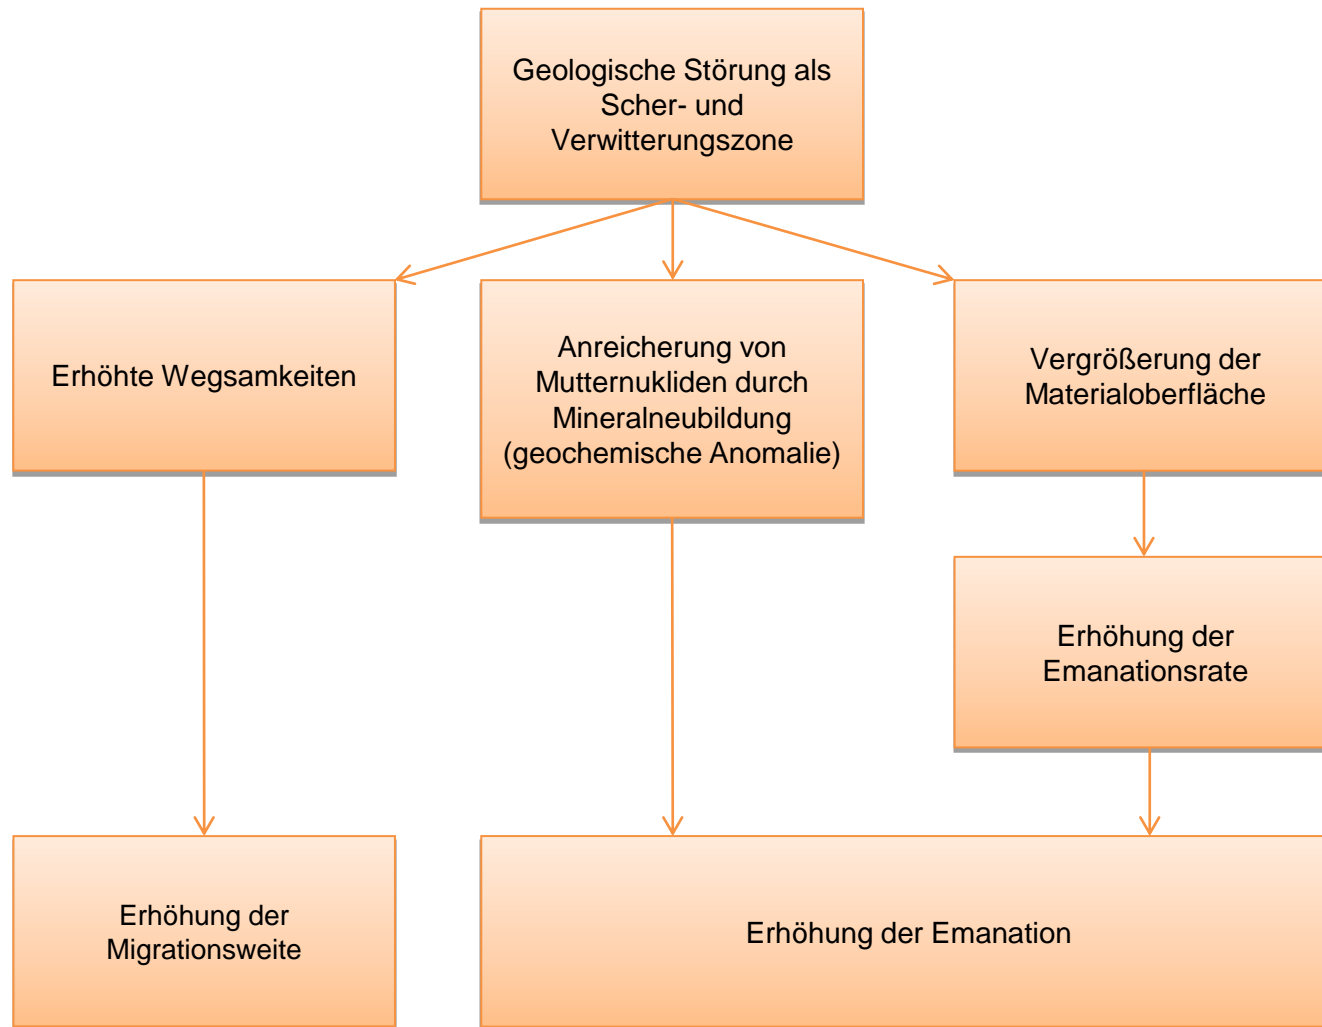 Geologische Störung als
Scher- und
Verwitterungszone
Erhöhte Wegsamkeiten
Anreicherung von
Mutternukliden durch
Mineralneubildung
(geochemische Anomalie)
Vergrößerung der
Materialoberfläche
Erhöhung der
Emanationsrate
Erhöhung der
Migrationsweite
Erhöhung der Emanation